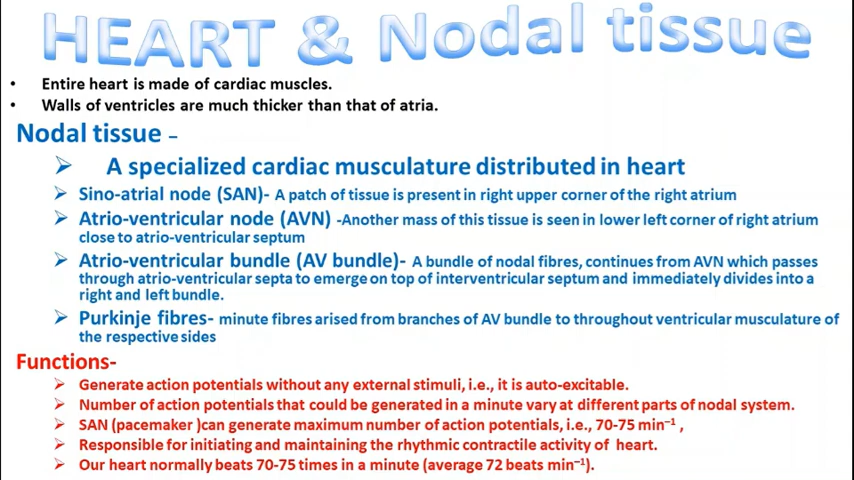 HEART & Nodal tissue
• Entire heart is made of cardiac muscles.
• Walls of ventricles are much thicker than that of atria.
Nodal tissue –
➢ A specialized cardiac musculature distributed in heart
➢ Sino-atrial node (SAN)- A patch of tissue is present in right upper corner of the right atrium
➢ Atrio-ventricular node (AVN) -Another mass of this tissue is seen in lower left corner of right atrium
close to atrio-ventricular septum
➢ Atrio-ventricular bundle (AV bundle)- A bundle of nodal fibres, continues from AVN which passes
through atrio-ventricular septa to emerge on top of interventricular septum and immediately divides into a
right and left bundle.
➢ Purkinje fibres- minute fibres arised from branches of AV bundle to throughout ventricular musculature of
the respective sides
Functions-
➢ Generate action potentials without any external stimuli, i.e., it is auto-excitable.
➢ Number of action potentials that could be generated in a minute vary at different parts of nodal system.
➢ SAN (pacemaker )can generate maximum number of action potentials, i.e., 70-75 min⁻¹ ,
➢ Responsible for initiating and maintaining the rhythmic contractile activity of  heart.
➢ Our heart normally beats 70-75 times in a minute (average 72 beats min⁻¹).